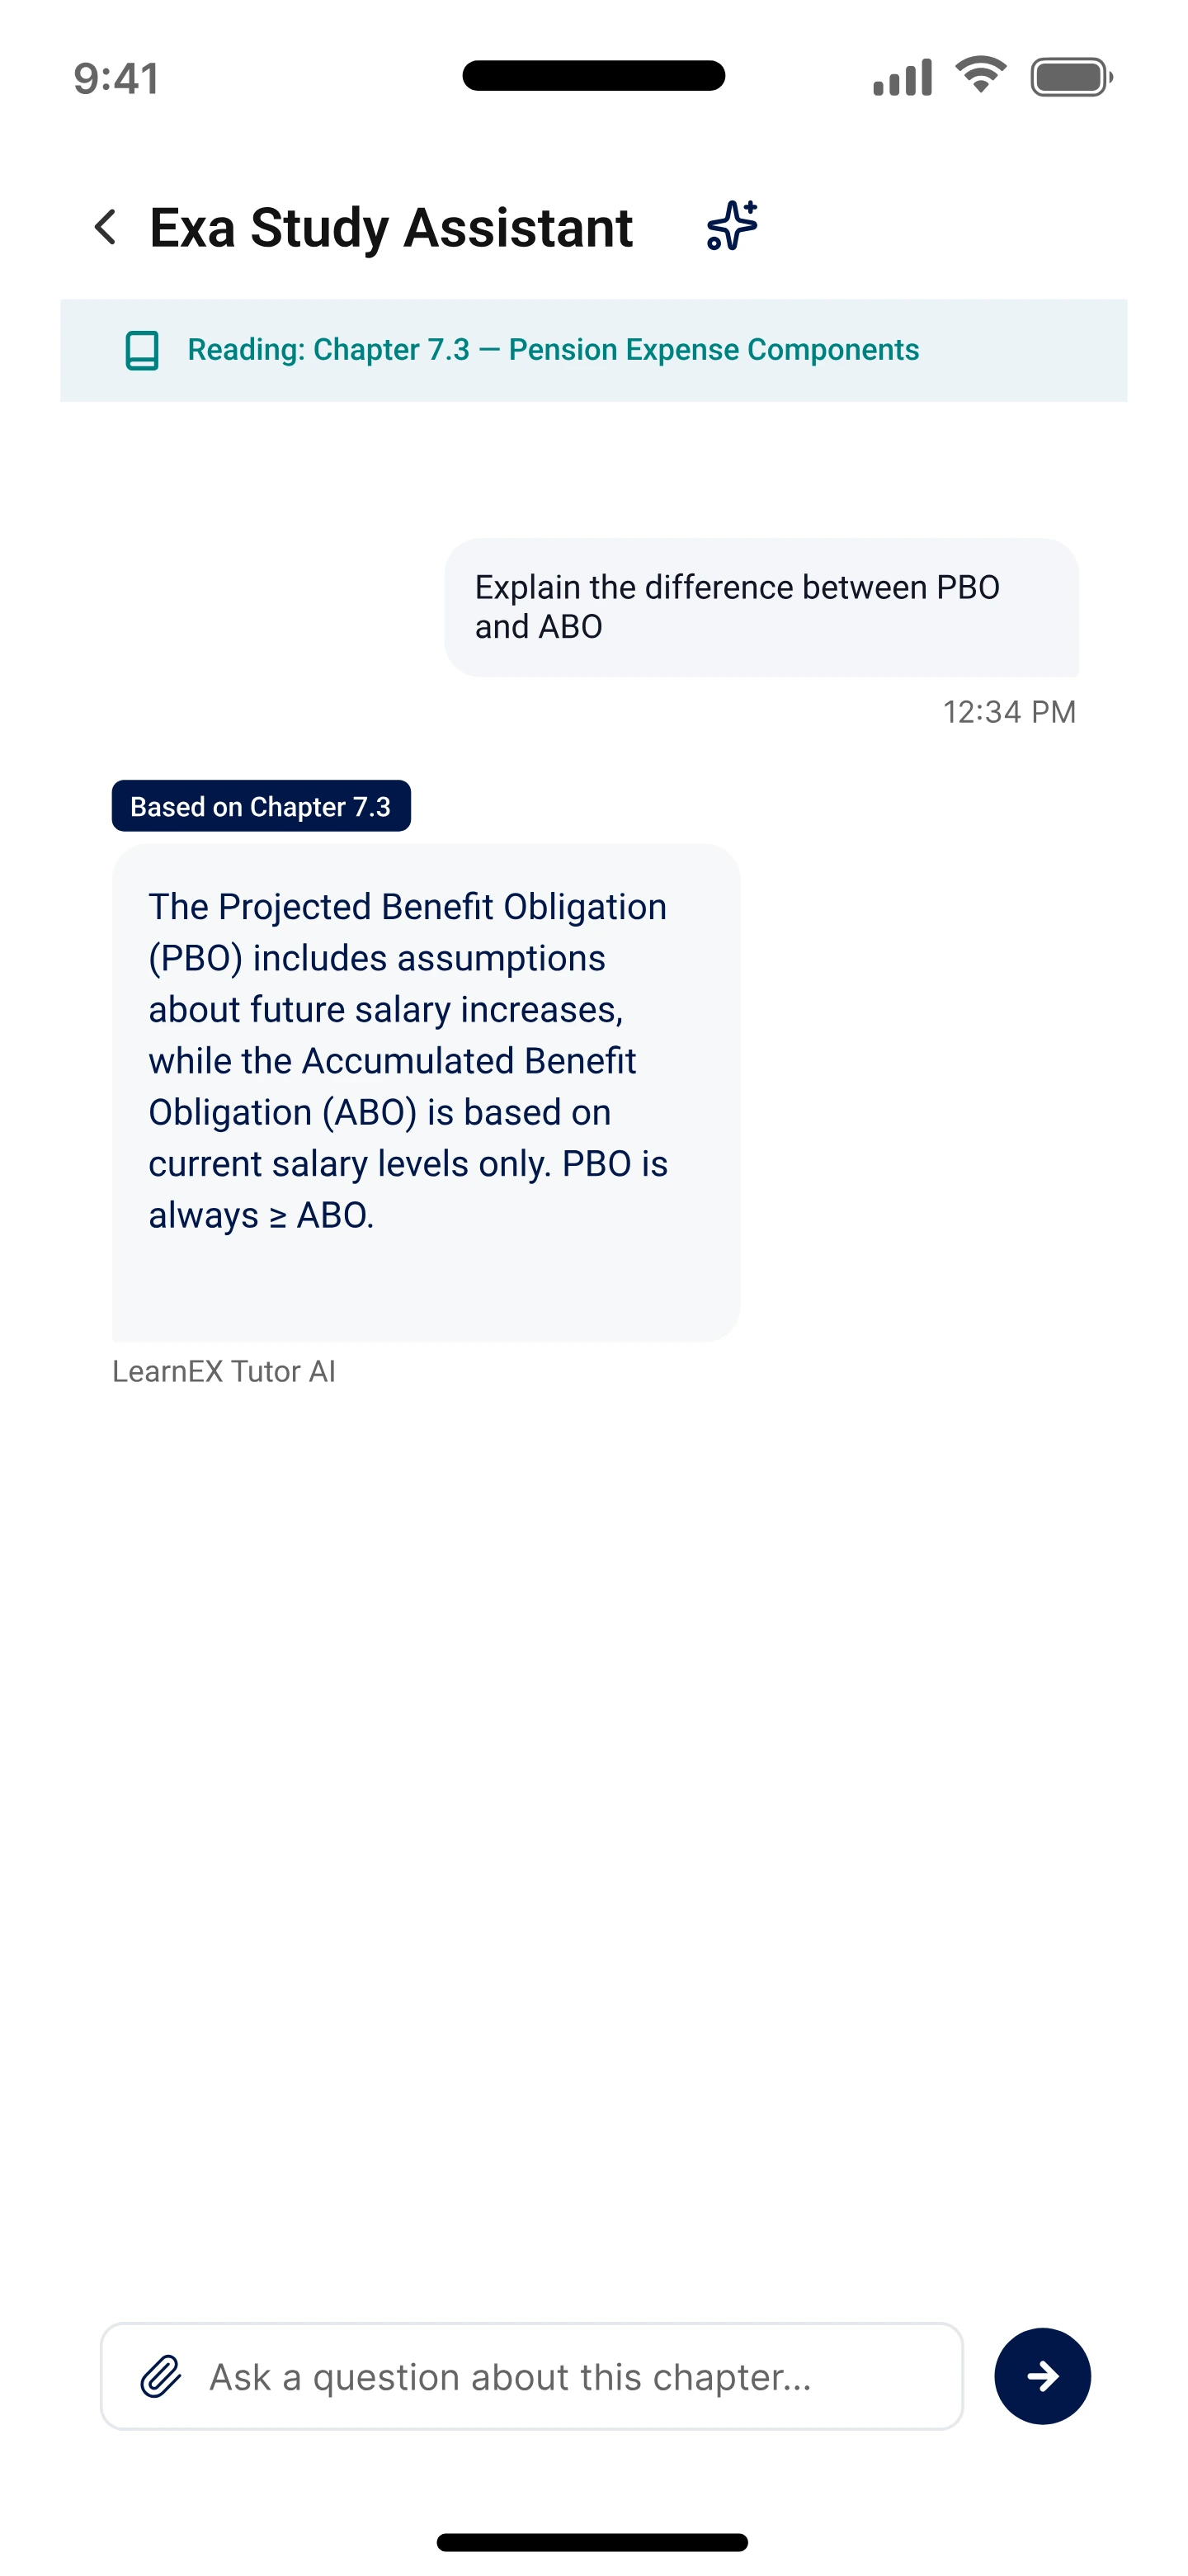 9:41
Exa Study Assistant
Reading: Chapter 7.3 — Pension Expense Components
Explain the difference between PBO
and ABO
12:34 PM
Based on Chapter 7.3
The Projected Benefit Obligation
(PBO) includes assumptions
about future salary increases,
while the Accumulated Benefit
Obligation (ABO) is based on
current salary levels only. PBO is
always ≥ ABO.
LearnEX Tutor AI
Ask a question about this chapter...